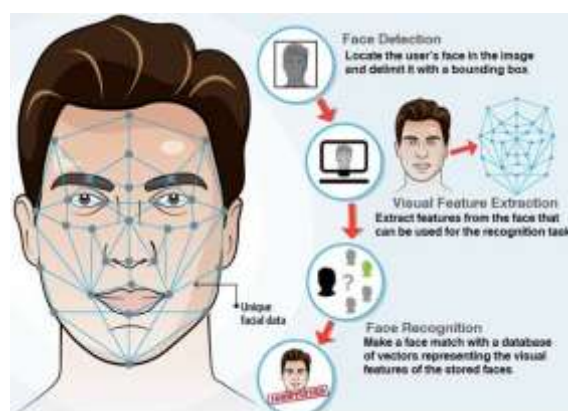 Face Detection
Locate the user's face in the image
and delimit it with a bounding box
Visual Feature Extraction
Extract features from the face that
can be used for the recognition task
Unique
facial data
Face Recognition
Make a face match with a database
of vectors representing the visual
features of the stored faces